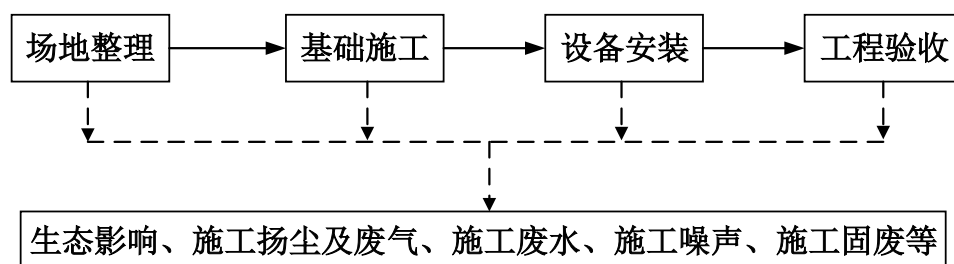 场地整理
基础施工
设备安装
工程验收
生态影响、施工扬尘及废气、施工废水、施工噪声、施工固废等